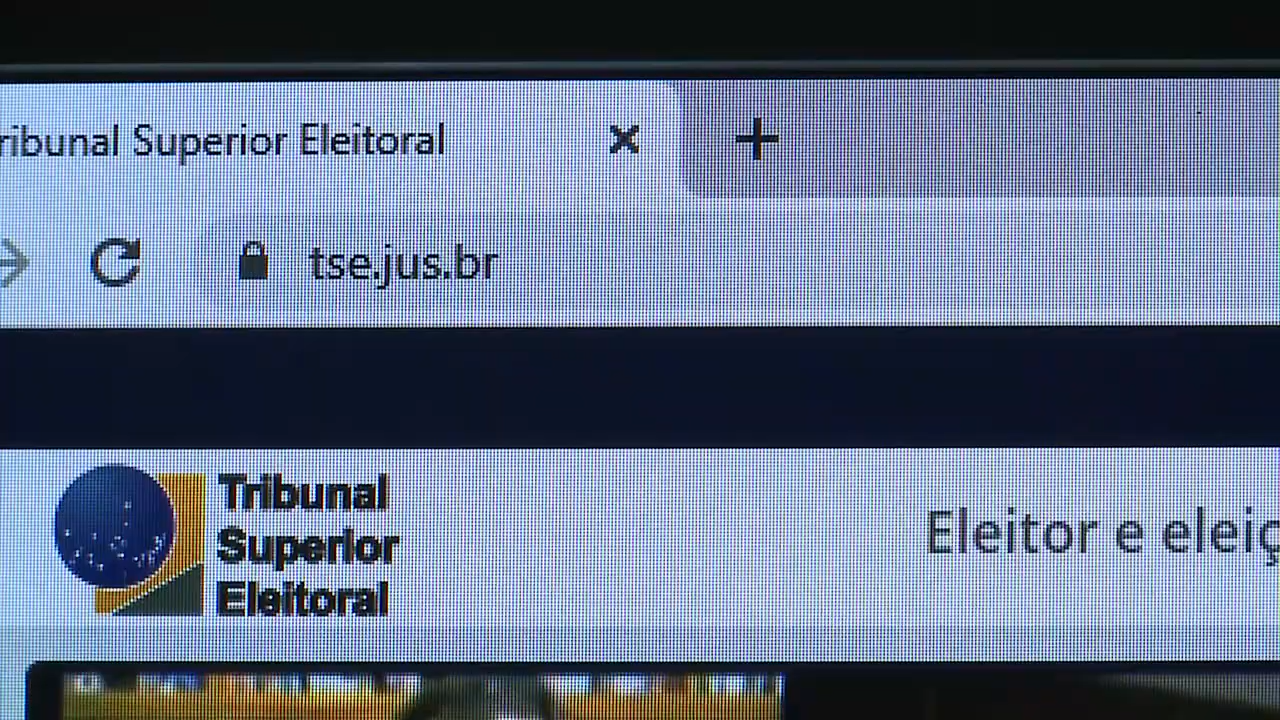 ribunal Superior Eleitoral
tse.jus.br
Tribunal
Superior
Eleitoral
Eleitor e eleiç